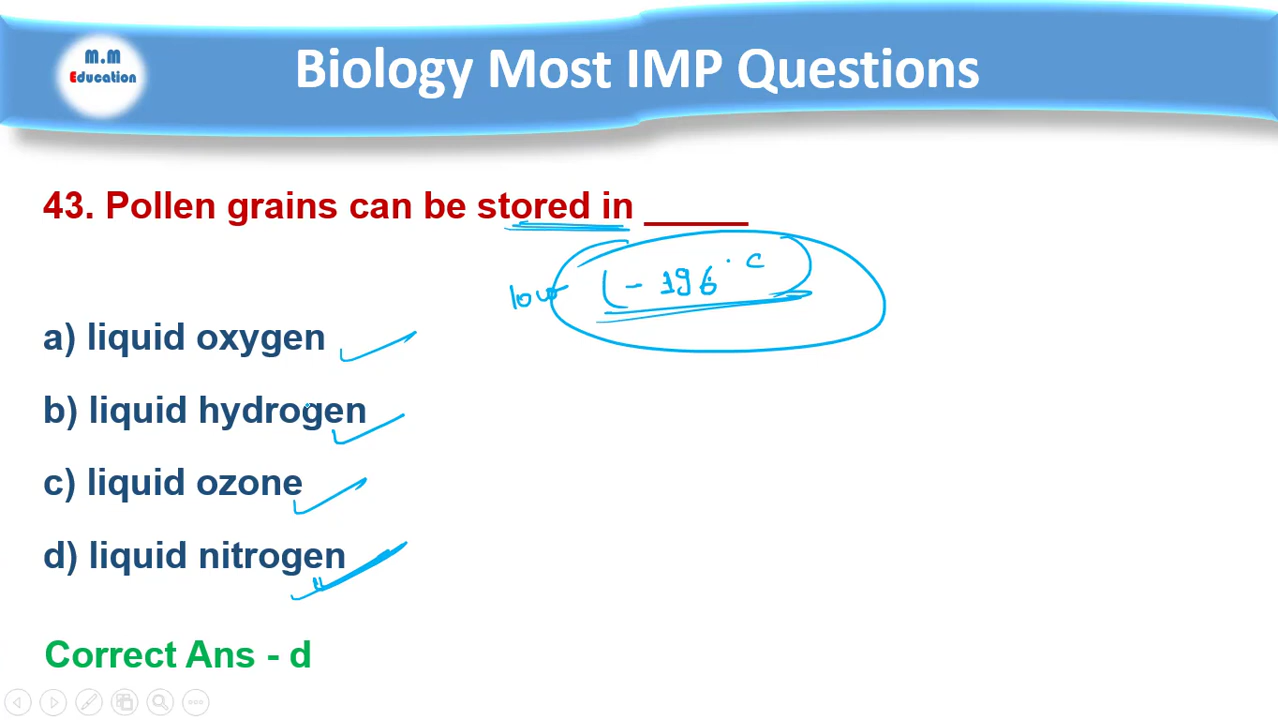 M.M
Education
Biology Most IMP Questions
43. Pollen grains can be stored in _____
low (- 196°c)
a) liquid oxygen
b) liquid hydrogen
c) liquid ozone
d) liquid nitrogen
Correct Ans - d